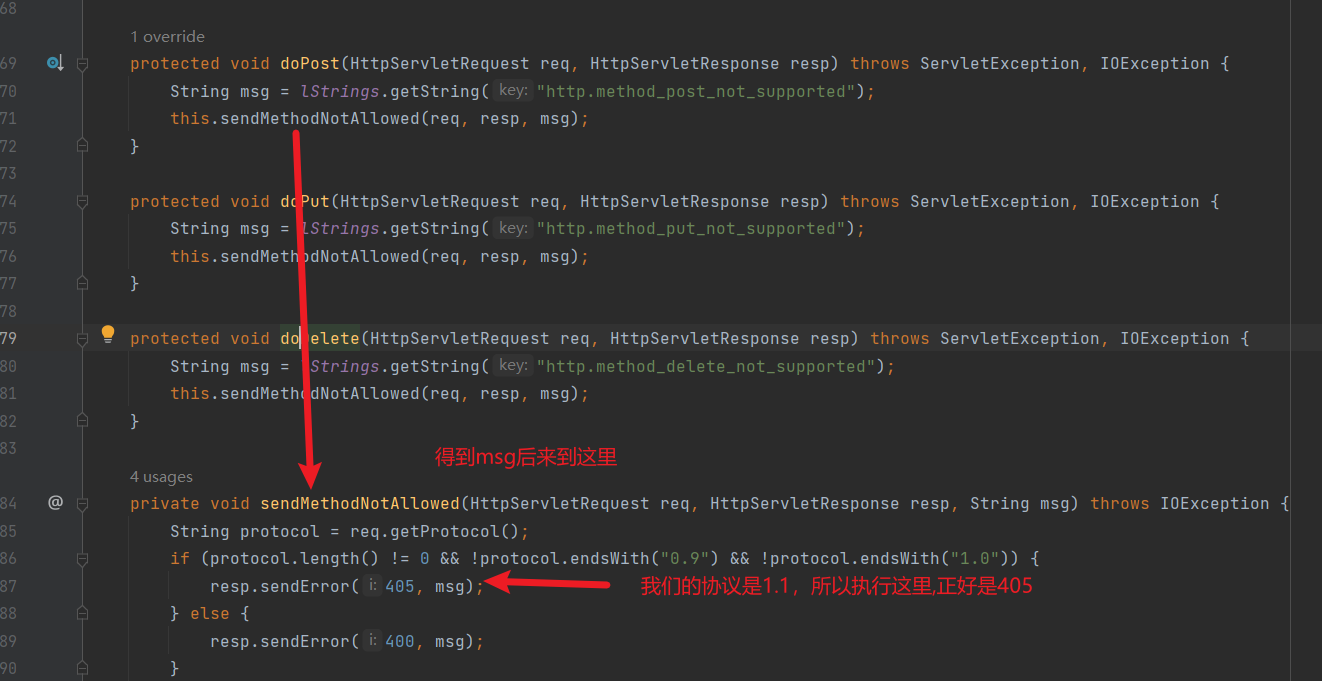 68
1 override
69 protected void doPost(HttpServletRequest req, HttpServletResponse resp) throws ServletException, IOException {
70 String msg = lStrings.getString( key: "http.method_post_not_supported");
71 this.sendMethodNotAllowed(req, resp, msg);
72 }
73
74 protected void doPut(HttpServletRequest req, HttpServletResponse resp) throws ServletException, IOException {
75 String msg = lStrings.getString( key: "http.method_put_not_supported");
76 this.sendMethodNotAllowed(req, resp, msg);
77 }
78
79 protected void doDelete(HttpServletRequest req, HttpServletResponse resp) throws ServletException, IOException {
80 String msg = lStrings.getString( key: "http.method_delete_not_supported");
81 this.sendMethodNotAllowed(req, resp, msg);
82 }
83
得到msg后来到这里
4 usages
84 @ private void sendMethodNotAllowed(HttpServletRequest req, HttpServletResponse resp, String msg) throws IOException {
85 String protocol = req.getProtocol();
86 if (protocol.length() != 0 && !protocol.endsWith("0.9") && !protocol.endsWith("1.0")) {
87 resp.sendError( i: 405, msg); 我们的协议是1.1，所以执行这里,正好是405
88 } else {
89 resp.sendError( i: 400, msg);
90 }